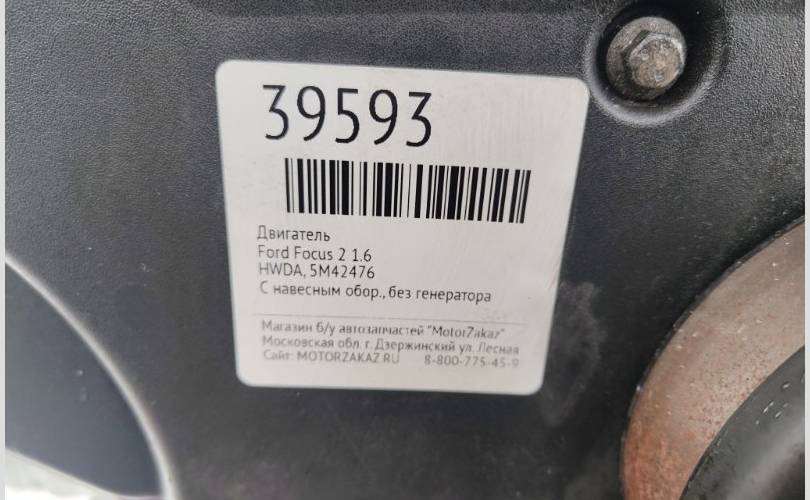 39593
Двигатель
Ford Focus 2 1.6
HWDA, 5M42476
С навесным обор., без генератора
Магазин б/у автозапчастей "MotorZakaz"
Московская обл. г. Дзержинский ул. Лесная
Сайт: MOTORZAKAZ.RU 8-800-775-45-9